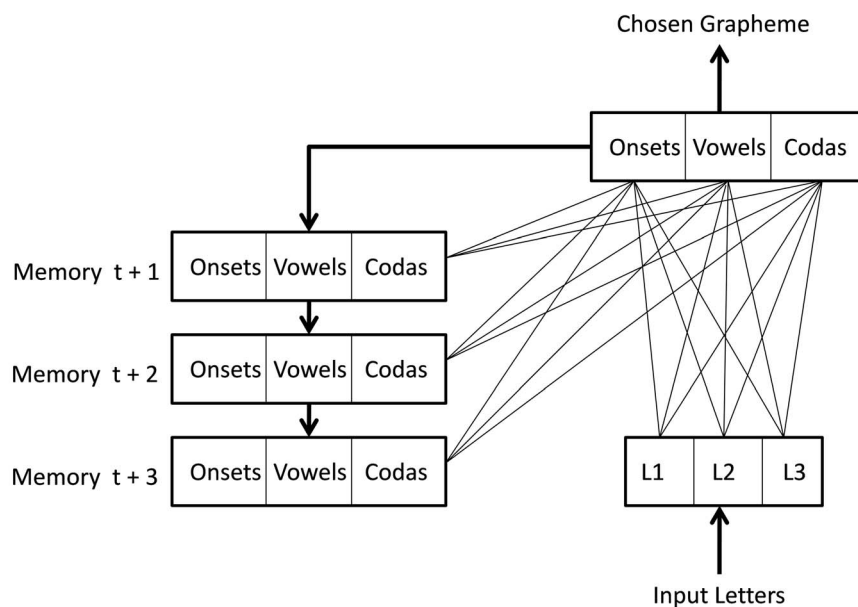 Chosen Grapheme
Onsets Vowels Codas
Memory t + 1 Onsets Vowels Codas
Memory t + 2 Onsets Vowels Codas
Memory t + 3 Onsets Vowels Codas
L1 L2 L3
Input Letters